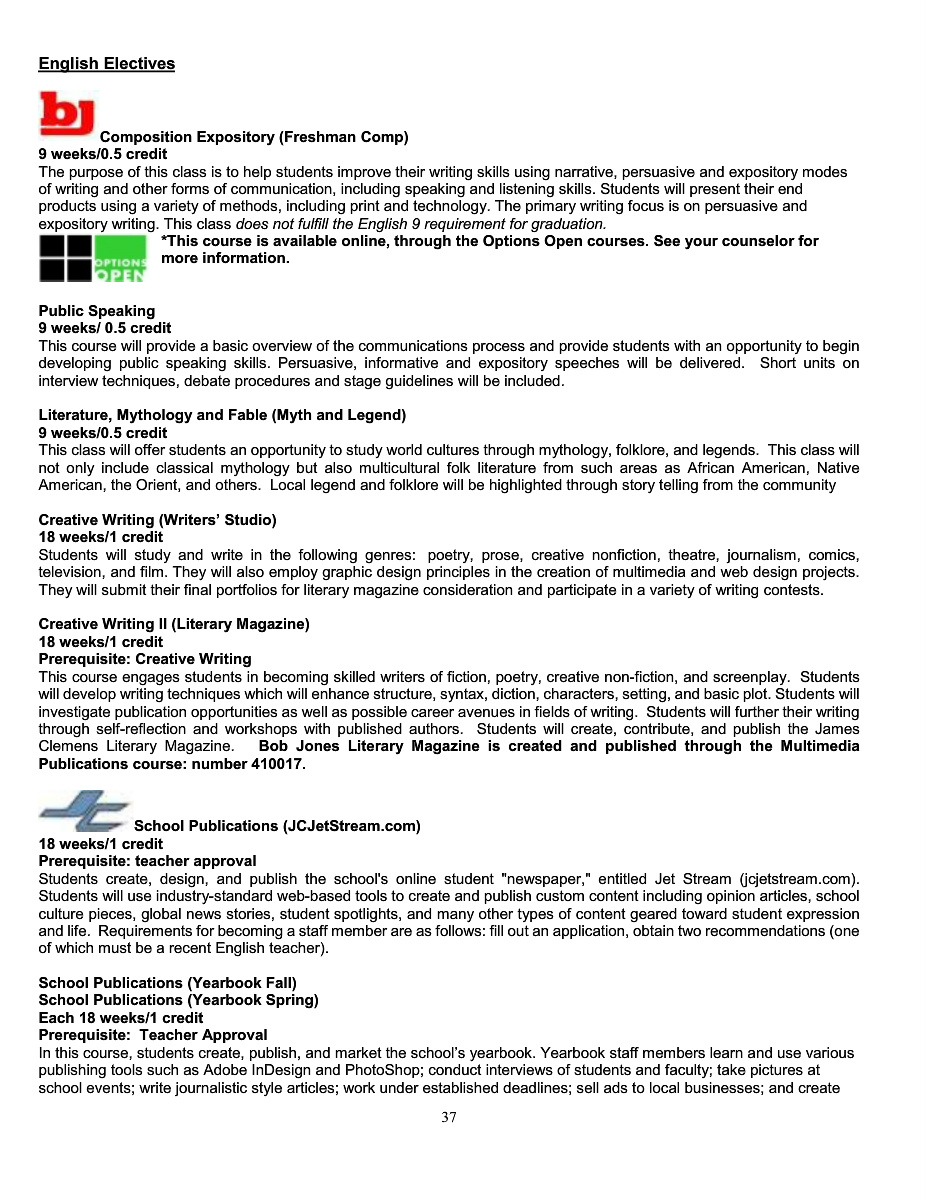 English Electives
bj
Composition Expository (Freshman Comp)
9 weeks/0.5 credit
The purpose of this class is to help students improve their writing skills using narrative, persuasive and expository modes
of writing and other forms of communication, including speaking and listening skills. Students will present their end
products using a variety of methods, including print and technology. The primary writing focus is on persuasive and
expository writing. This class does not fulfill the English 9 requirement for graduation.
OPTIONS
OPEN
*This course is available online, through the Options Open courses. See your counselor for
more information.
Public Speaking
9 weeks/ 0.5 credit
This course will provide a basic overview of the communications process and provide students with an opportunity to begin
developing public speaking skills. Persuasive, informative and expository speeches will be delivered. Short units on
interview techniques, debate procedures and stage guidelines will be included.
Literature, Mythology and Fable (Myth and Legend)
9 weeks/0.5 credit
This class will offer students an opportunity to study world cultures through mythology, folklore, and legends. This class will
not only include classical mythology but also multicultural folk literature from such areas as African American, Native
American, the Orient, and others. Local legend and folklore will be highlighted through story telling from the community
Creative Writing (Writers' Studio)
18 weeks/1 credit
Students will study and write in the following genres: poetry, prose, creative nonfiction, theatre, journalism, comics,
television, and film. They will also employ graphic design principles in the creation of multimedia and web design projects.
They will submit their final portfolios for literary magazine consideration and participate in a variety of writing contests.
Creative Writing II (Literary Magazine)
18 weeks/1 credit
Prerequisite: Creative Writing
This course engages students in becoming skilled writers of fiction, poetry, creative non-fiction, and screenplay. Students
will develop writing techniques which will enhance structure, syntax, diction, characters, setting, and basic plot. Students will
investigate publication opportunities as well as possible career avenues in fields of writing. Students will further their writing
through self-reflection and workshops with published authors. Students will create, contribute, and publish the James
Clemens Literary Magazine. Bob Jones Literary Magazine is created and published through the Multimedia
Publications course: number 410017.
JC
School Publications (JCJetStream.com)
18 weeks/1 credit
Prerequisite: teacher approval
Students create, design, and publish the school's online student "newspaper," entitled Jet Stream (jcjetstream.com).
Students will use industry-standard web-based tools to create and publish custom content including opinion articles, school
culture pieces, global news stories, student spotlights, and many other types of content geared toward student expression
and life. Requirements for becoming a staff member are as follows: fill out an application, obtain two recommendations (one
of which must be a recent English teacher).
School Publications (Yearbook Fall)
School Publications (Yearbook Spring)
Each 18 weeks/1 credit
Prerequisite: Teacher Approval
In this course, students create, publish, and market the school's yearbook. Yearbook staff members learn and use various
publishing tools such as Adobe InDesign and PhotoShop; conduct interviews of students and faculty; take pictures at
school events; write journalistic style articles; work under established deadlines; sell ads to local businesses; and create
37